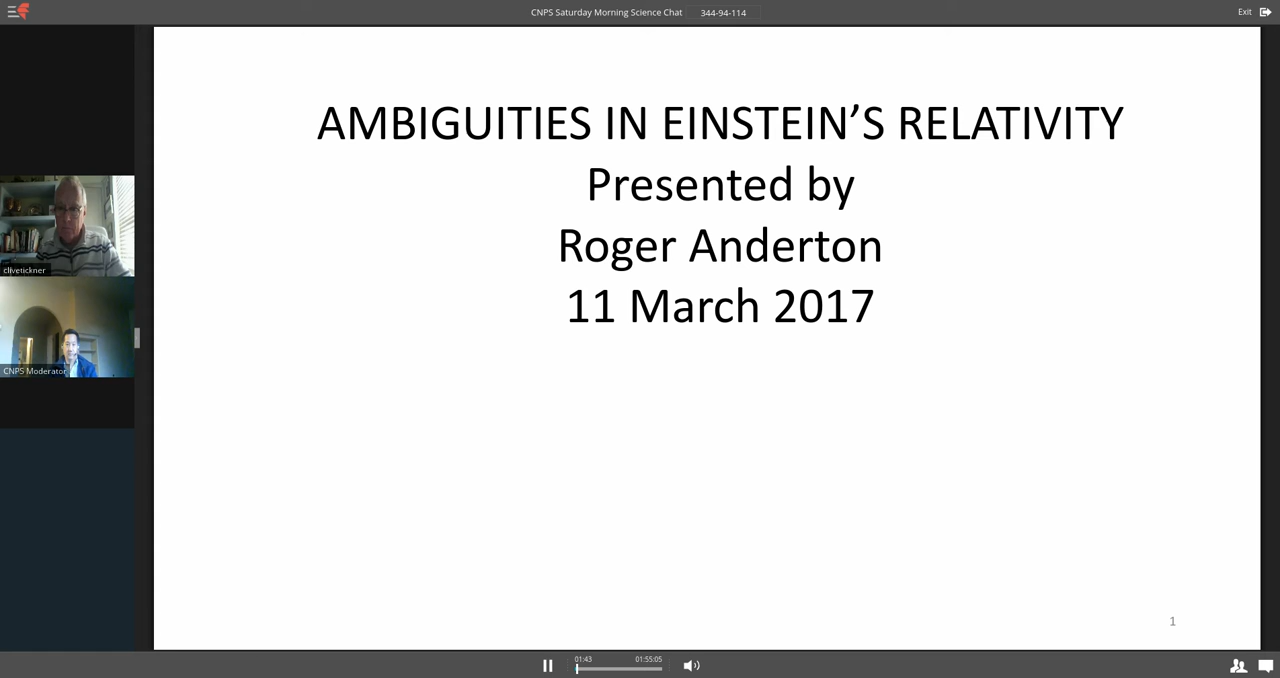 CNPS Saturday Morning Science Chat 344-94-114 Exit
AMBIGUITIES IN EINSTEIN’S RELATIVITY
Presented by
Roger Anderton
11 March 2017
clivetickner
CNPS Moderator
1
01:43 01:55:05